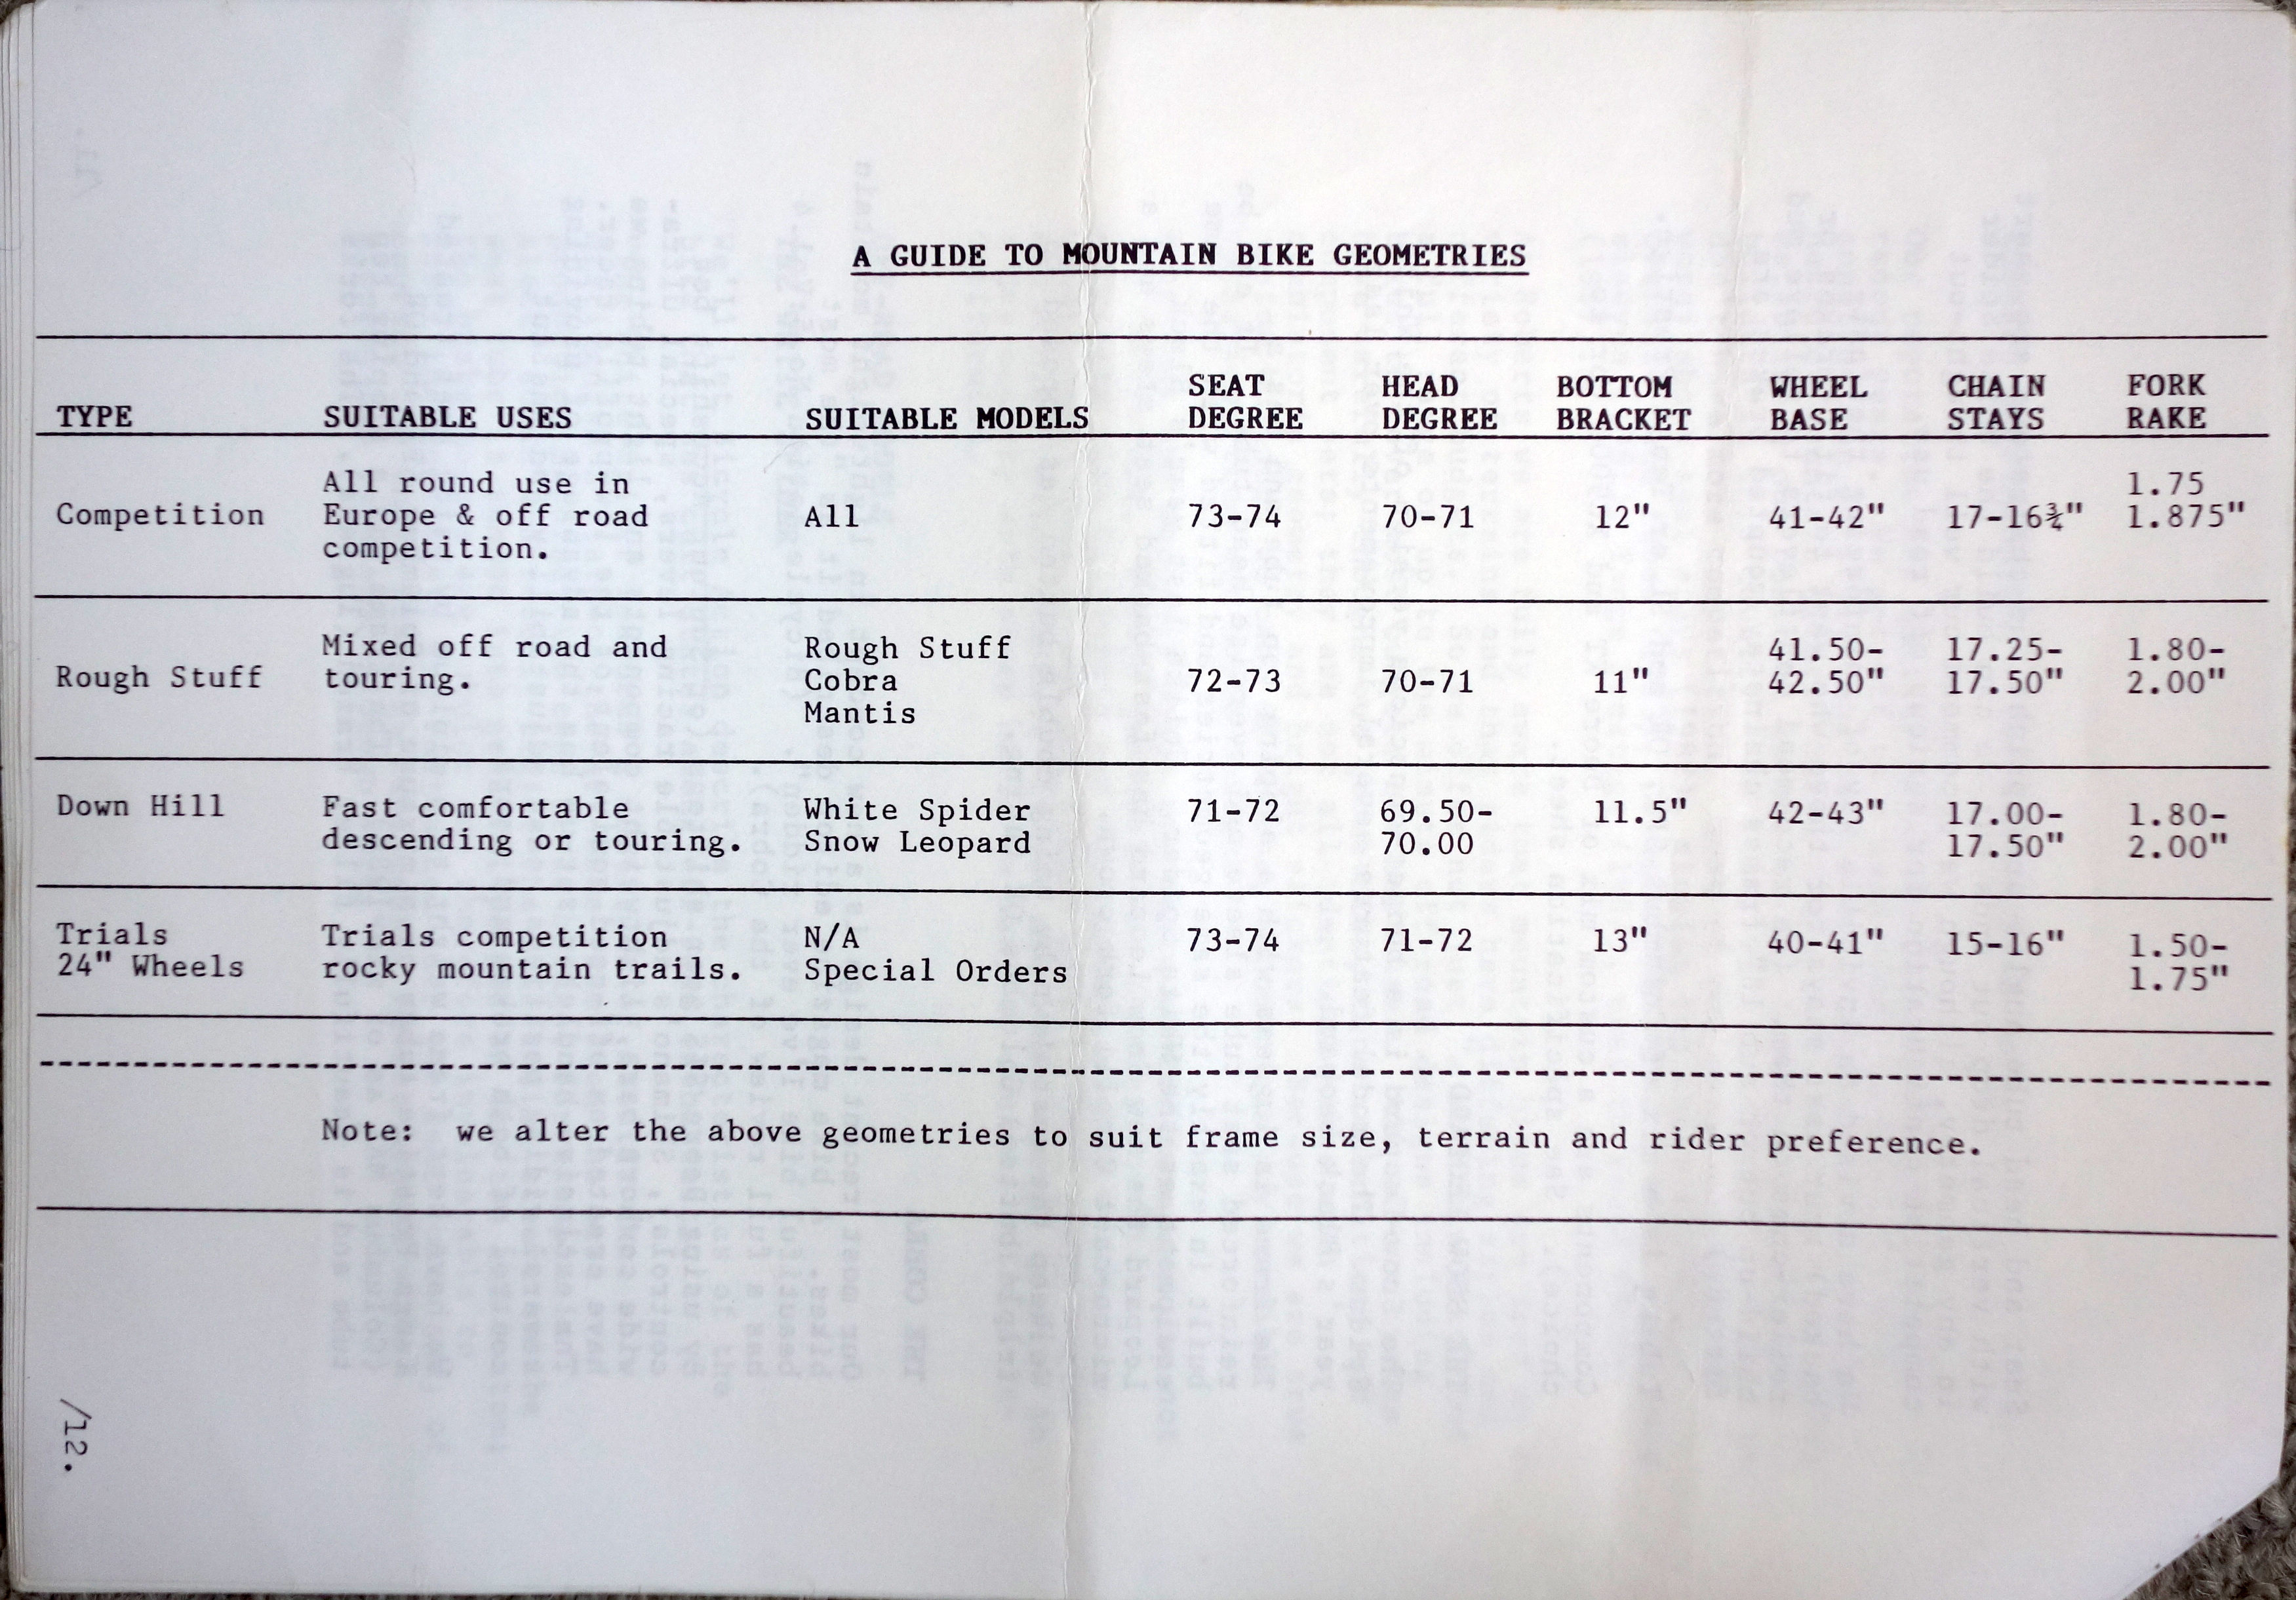 A GUIDE TO MOUNTAIN BIKE GEOMETRIES
TYPE SUITABLE USES SUITABLE MODELS SEAT DEGREE HEAD DEGREE BOTTOM BRACKET WHEEL BASE CHAIN STAYS FORK RAKE
Competition
All round use in
Europe & off road
competition.
All
73-74
70-71
12"
41-42"
17-16¾"
1.75
1.875"
Rough Stuff
Mixed off road and
touring.
Rough Stuff
Cobra
Mantis
72-73
70-71
11"
41.50-
42.50"
17.25-
17.50"
1.80-
2.00"
Down Hill
Fast comfortable
descending or touring.
White Spider
Snow Leopard
71-72
69.50-
70.00
11.5"
42-43"
17.00-
17.50"
1.80-
2.00"
Trials
24" Wheels
Trials competition
rocky mountain trails.
N/A
Special Orders
73-74
71-72
13"
40-41"
15-16"
1.50-
1.75"
Note: we alter the above geometries to suit frame size, terrain and rider preference.
/12.